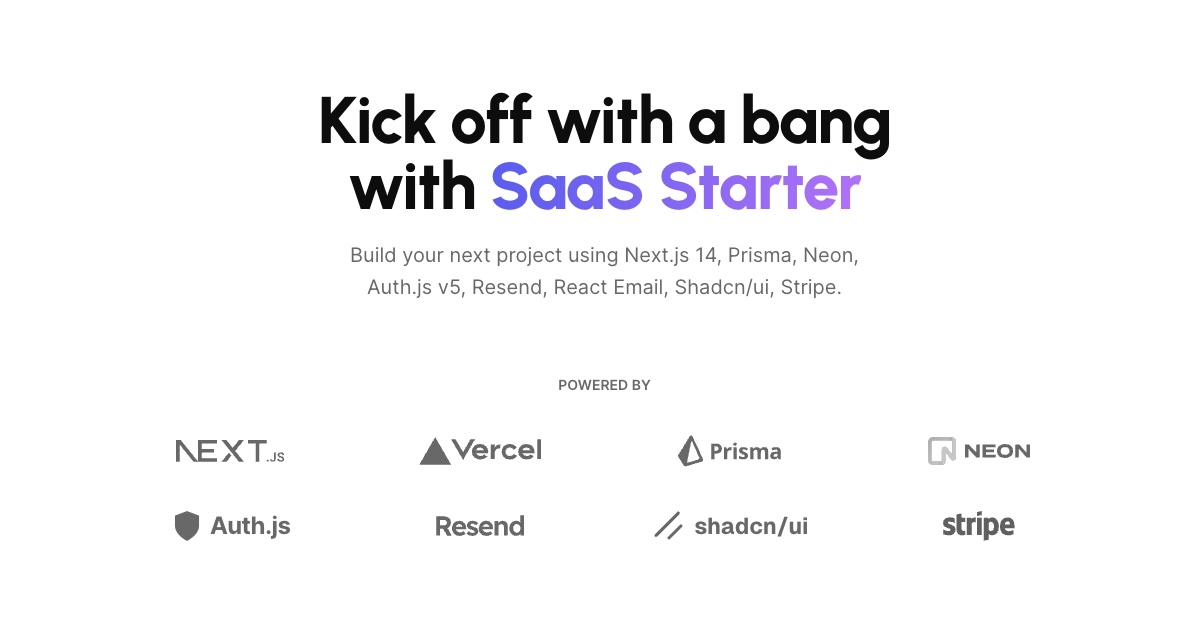 Kick off with a bang
with SaaS Starter
Build your next project using Next.js 14, Prisma, Neon,
Auth.js v5, Resend, React Email, Shadcn/ui, Stripe.
POWERED BY
NEXT.JS Vercel Prisma NEON
Auth.js Resend shadcn/ui stripe